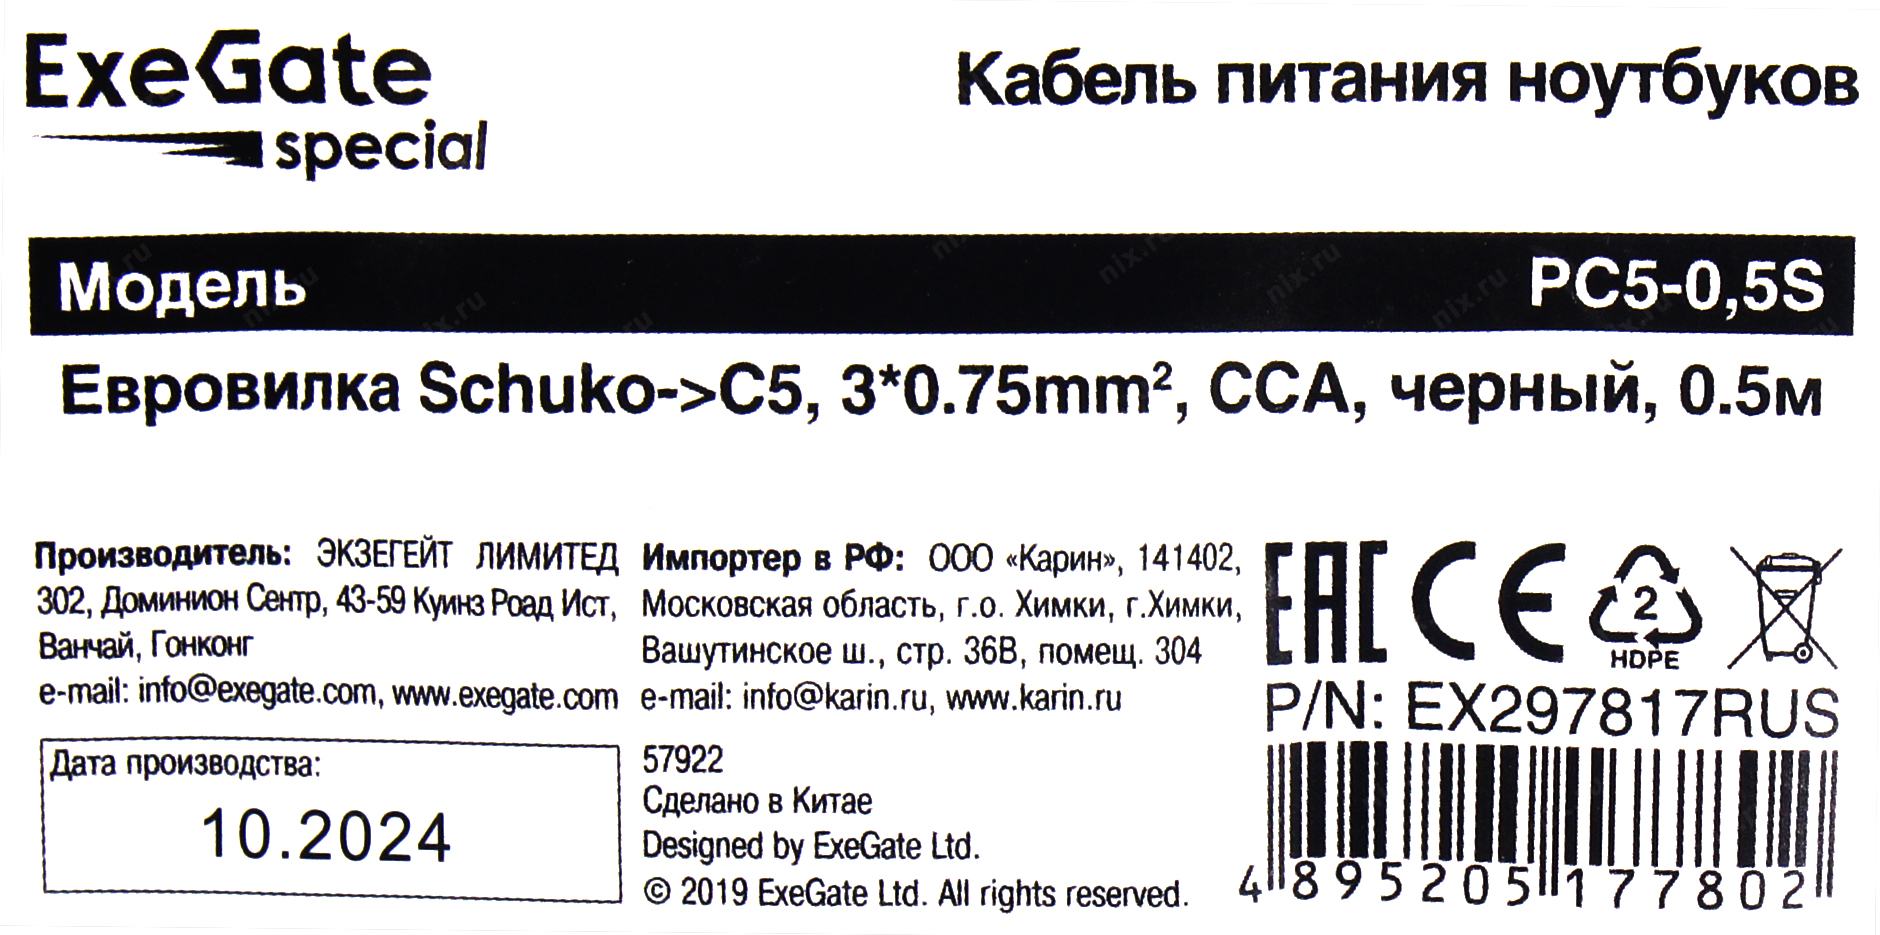 ExeGate
special
Кабель питания ноутбуков
Модель PC5-0,5S
Евровилка Schuko->C5, 3*0.75mm², CCA, черный, 0.5м
Производитель: ЭКЗЕГЕЙТ ЛИМИТЕД
302, Доминион Сентр, 43-59 Куинз Роад Ист,
Ванчай, Гонконг
e-mail: info@exegate.com, www.exegate.com
Дата производства:
10.2024
Импортер в РФ: ООО «Карин», 141402,
Московская область, г.о. Химки, г.Химки,
Вашутинское ш., стр. 36В, помещ. 304
e-mail: info@karin.ru, www.karin.ru
57922
Сделано в Китае
Designed by ExeGate Ltd.
© 2019 ExeGate Ltd. All rights reserved.
EAC CE
2
HDPE
P/N: EX297817RUS
4 895205 177802